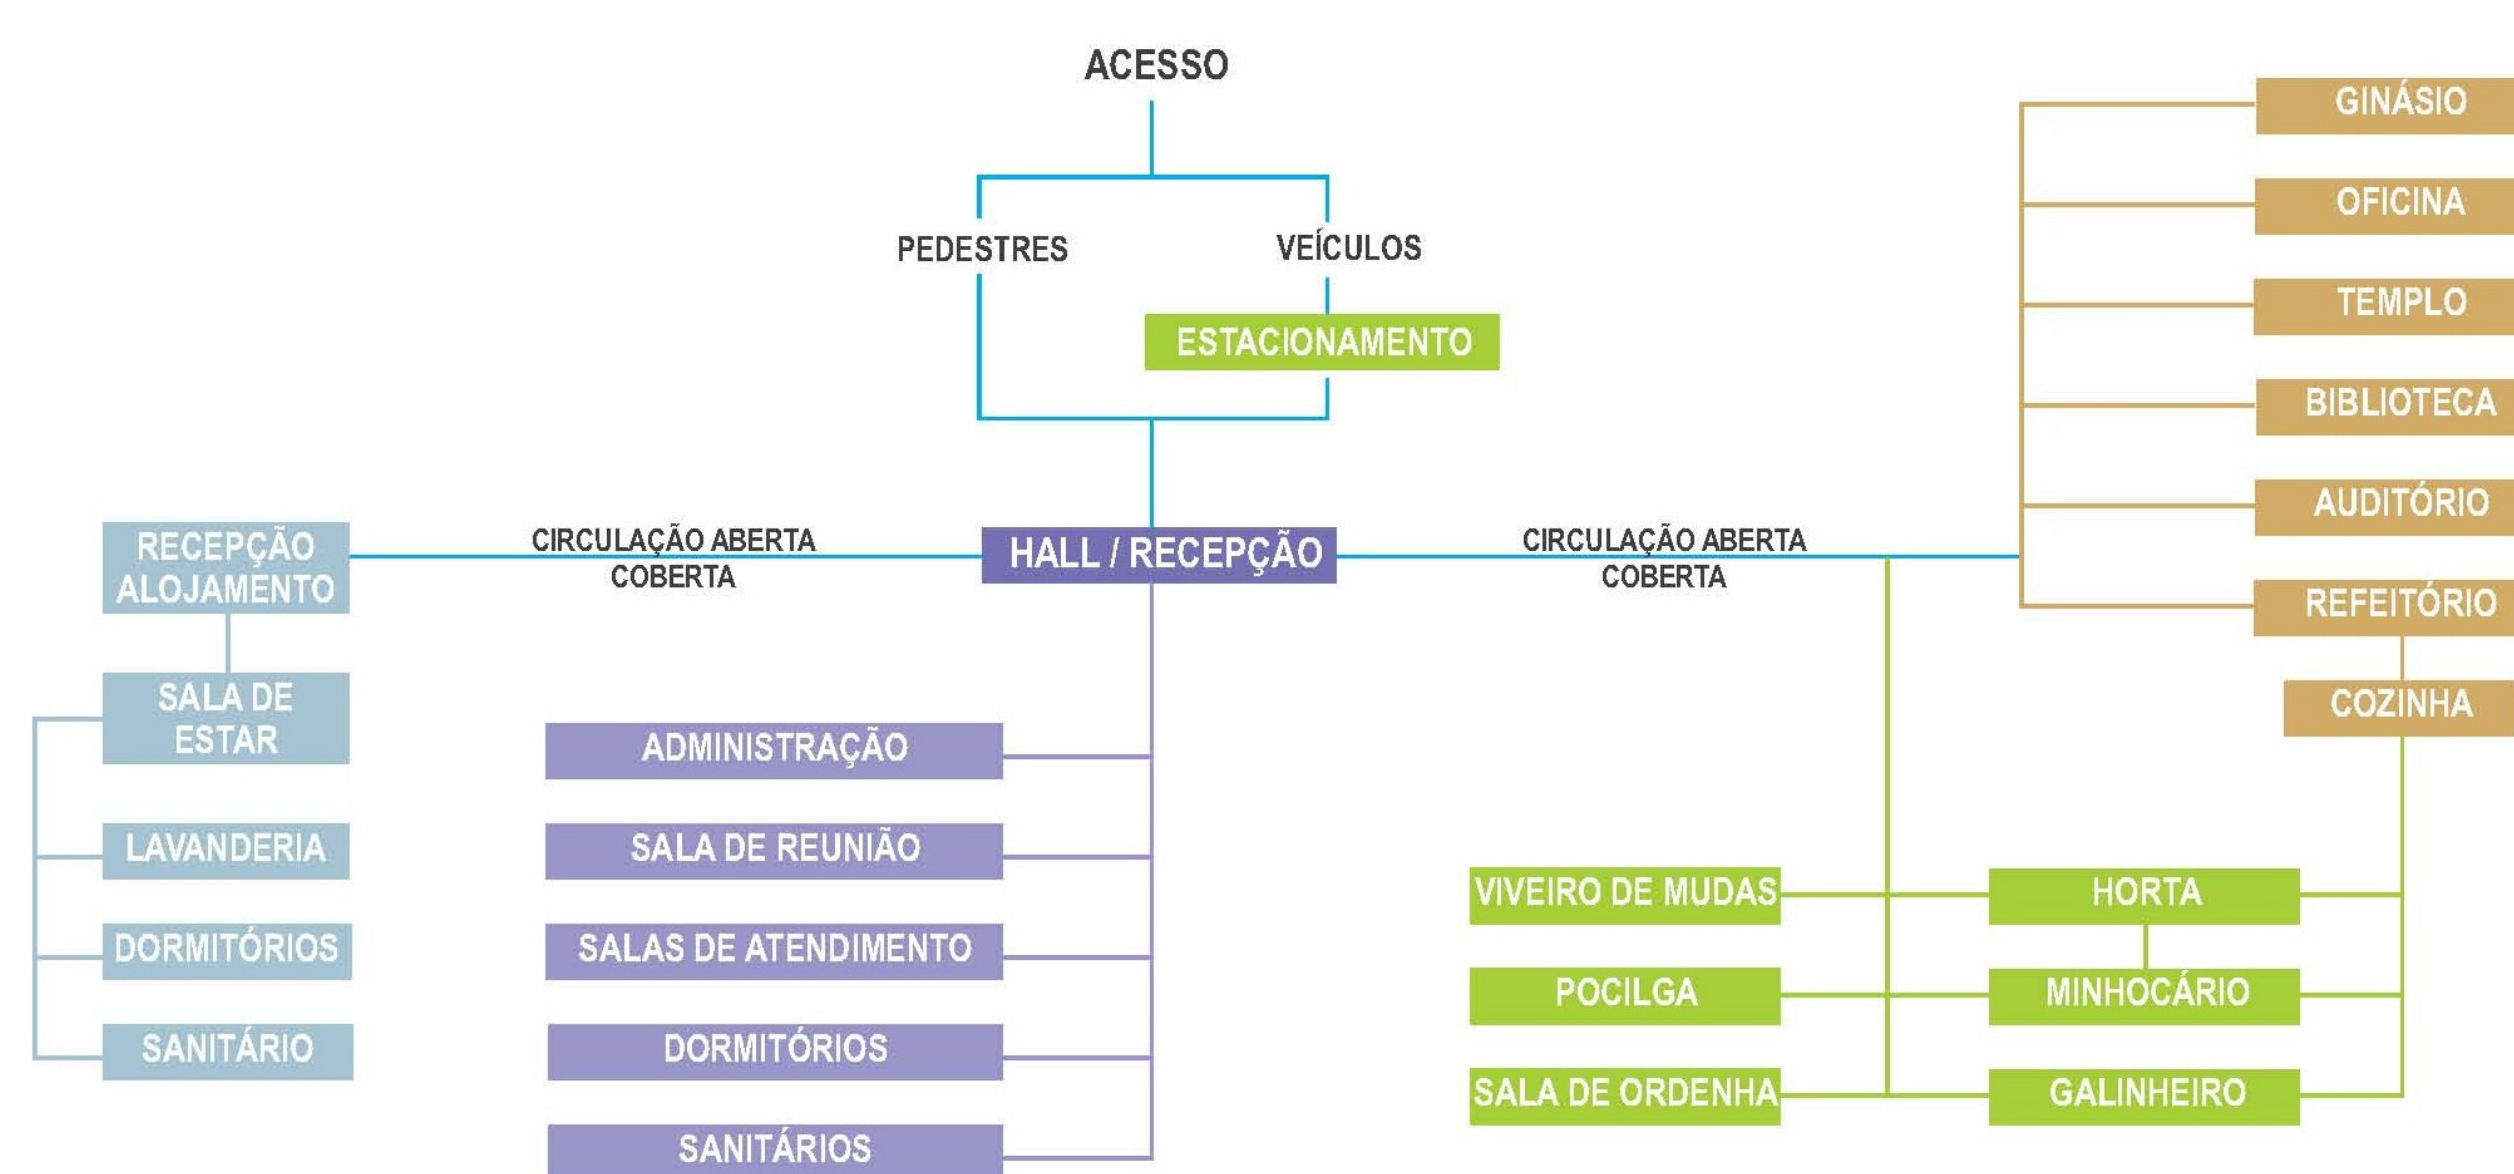 ACESSO
PEDESTRES
VEÍCULOS
ESTACIONAMENTO
HALL / RECEPÇÃO
CIRCULAÇÃO ABERTA
COBERTA
RECEPÇÃO
ALOJAMENTO
SALA DE
ESTAR
LAVANDERIA
DORMITÓRIOS
SANITÁRIO
ADMINISTRAÇÃO
SALA DE REUNIÃO
SALAS DE ATENDIMENTO
DORMITÓRIOS
SANITÁRIOS
CIRCULAÇÃO ABERTA
COBERTA
GINÁSIO
OFICINA
TEMPLO
BIBLIOTECA
AUDITÓRIO
REFEITÓRIO
COZINHA
VIVEIRO DE MUDAS
POCILGA
SALA DE ORDENHA
HORTA
MINHOCÁRIO
GALINHEIRO